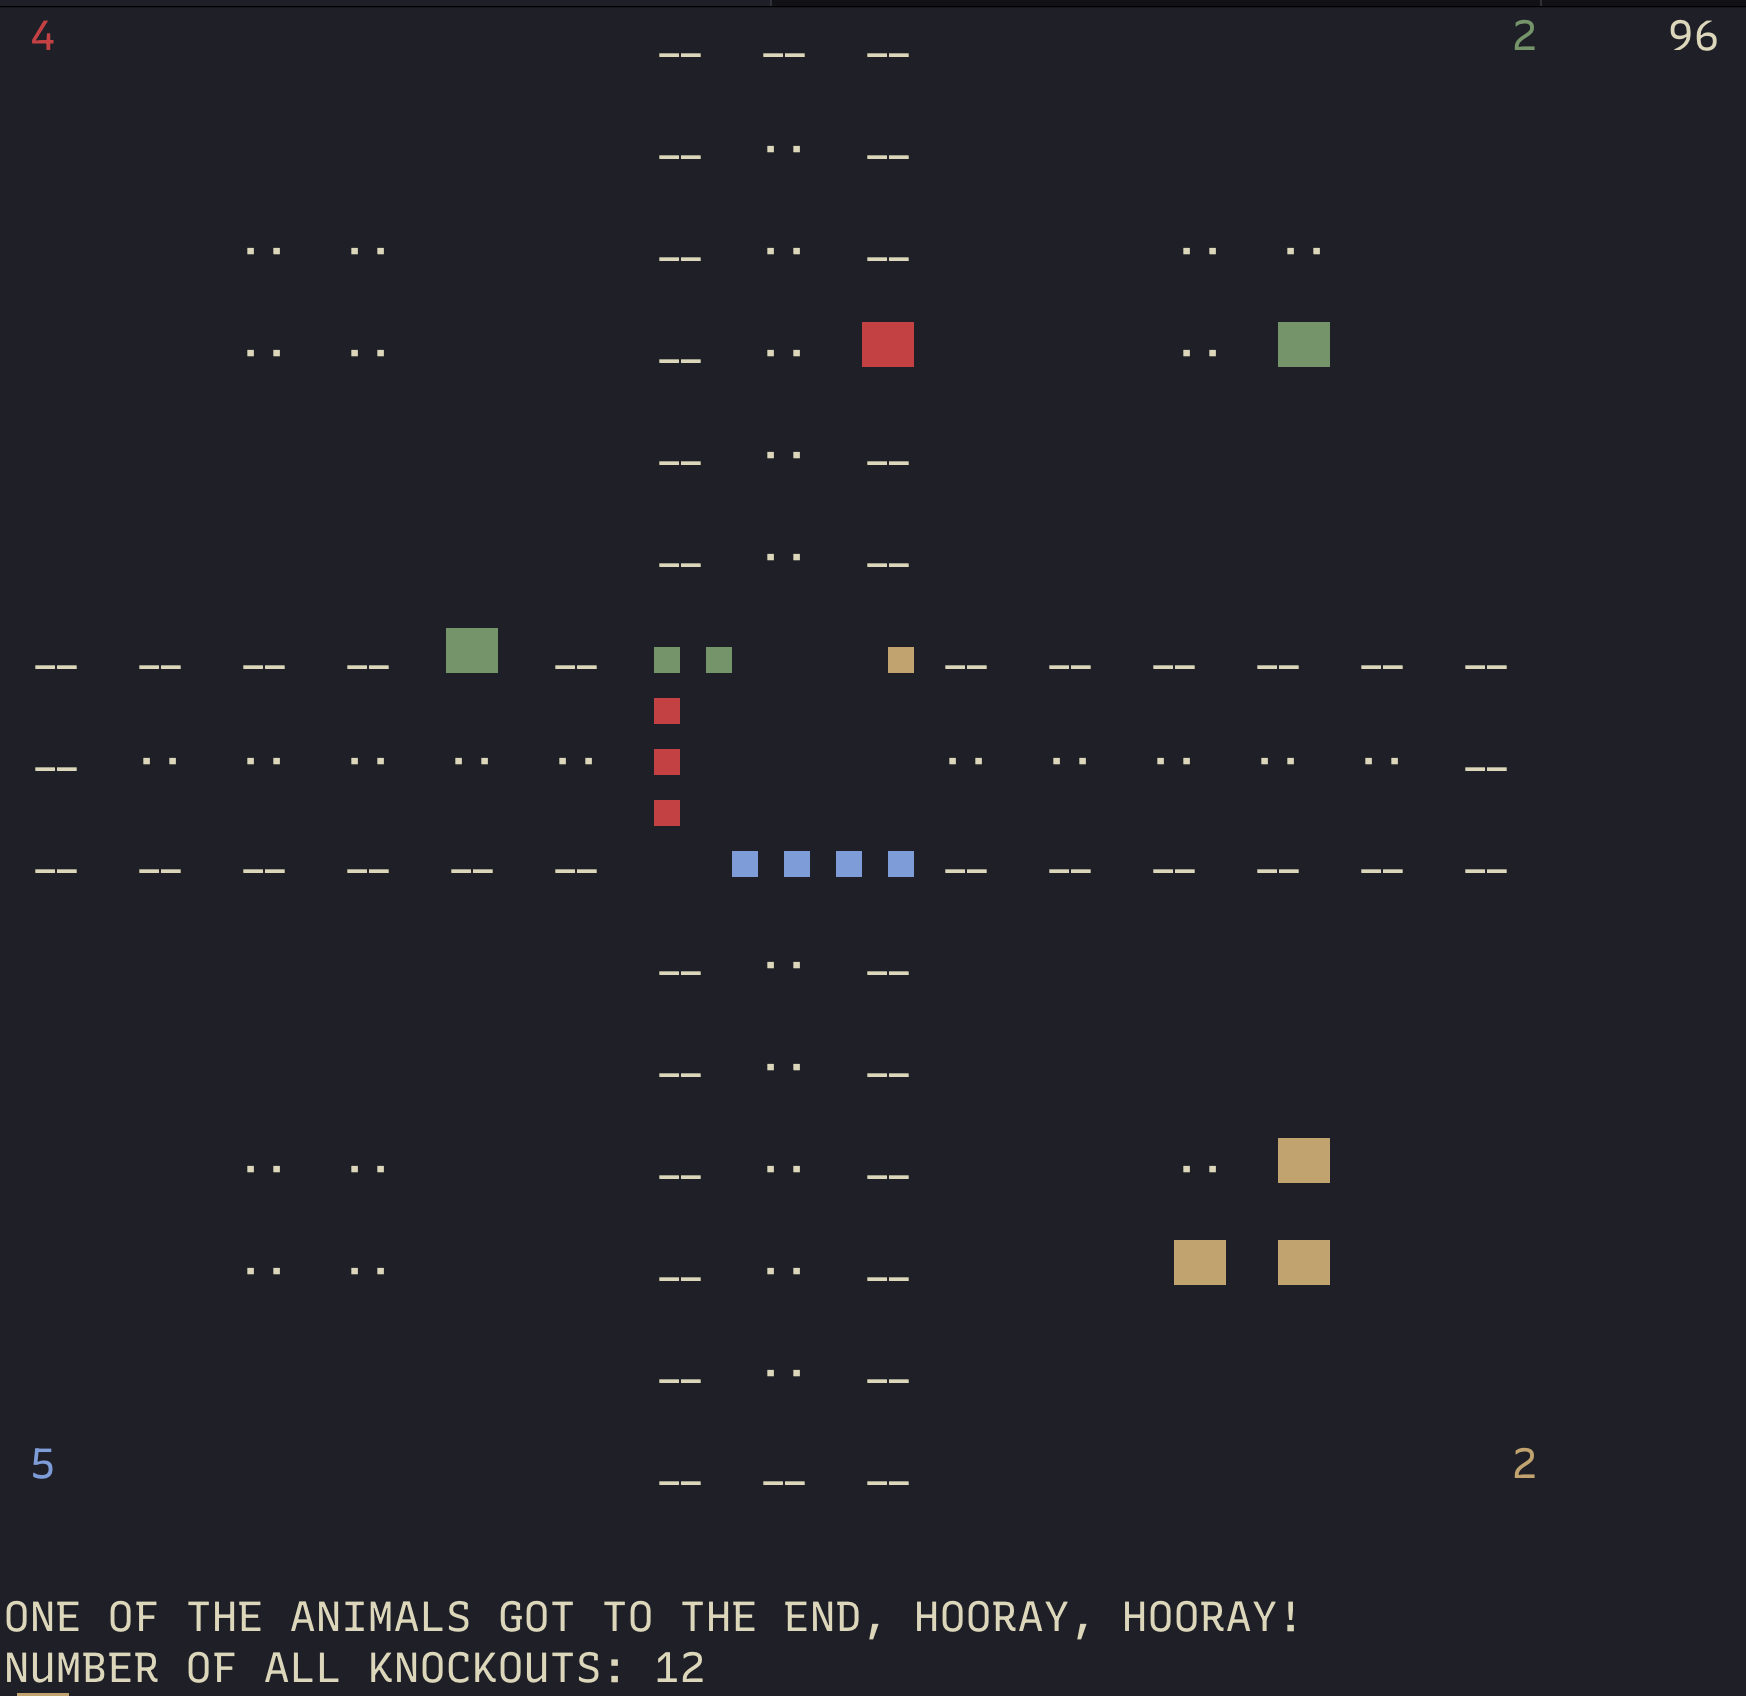 4 2 96
ONE OF THE ANIMALS GOT TO THE END, HOORAY, HOORAY!
NUMBER OF ALL KNOCKOUTS: 12
5 2